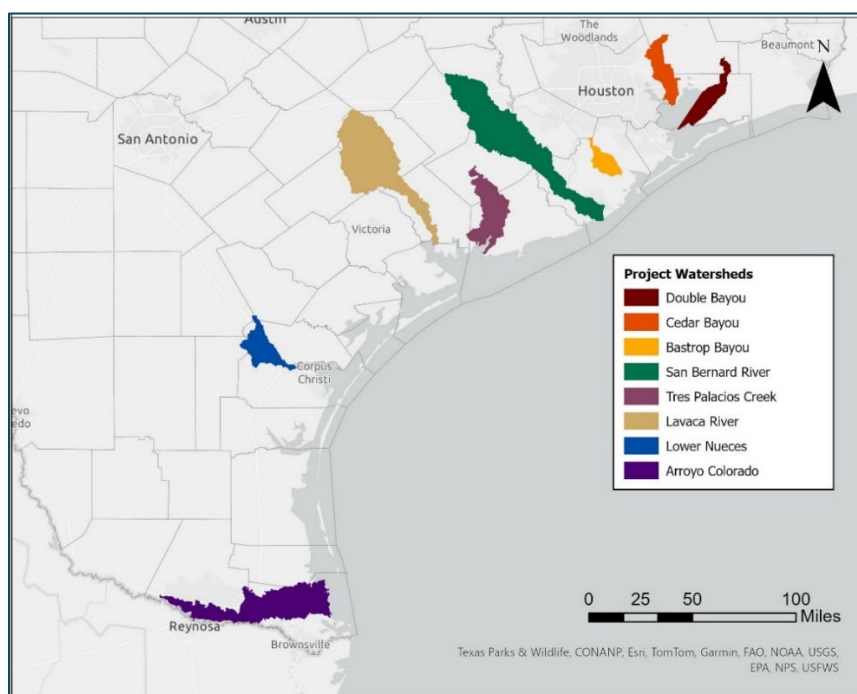 Austin
The
Woodlands
Beaumont
N
Houston
San Antonio
Victoria
Corpus
Christi
Reynosa
Brownsville
Project Watersheds
Double Bayou
Cedar Bayou
Bastrop Bayou
San Bernard River
Tres Palacios Creek
Lavaca River
Lower Nueces
Arroyo Colorado
0 25 50 100
Miles
Texas Parks & Wildlife, CONANP, Esri, TomTom, Garmin, FAO, NOAA, USGS,
EPA, NPS, USFWS